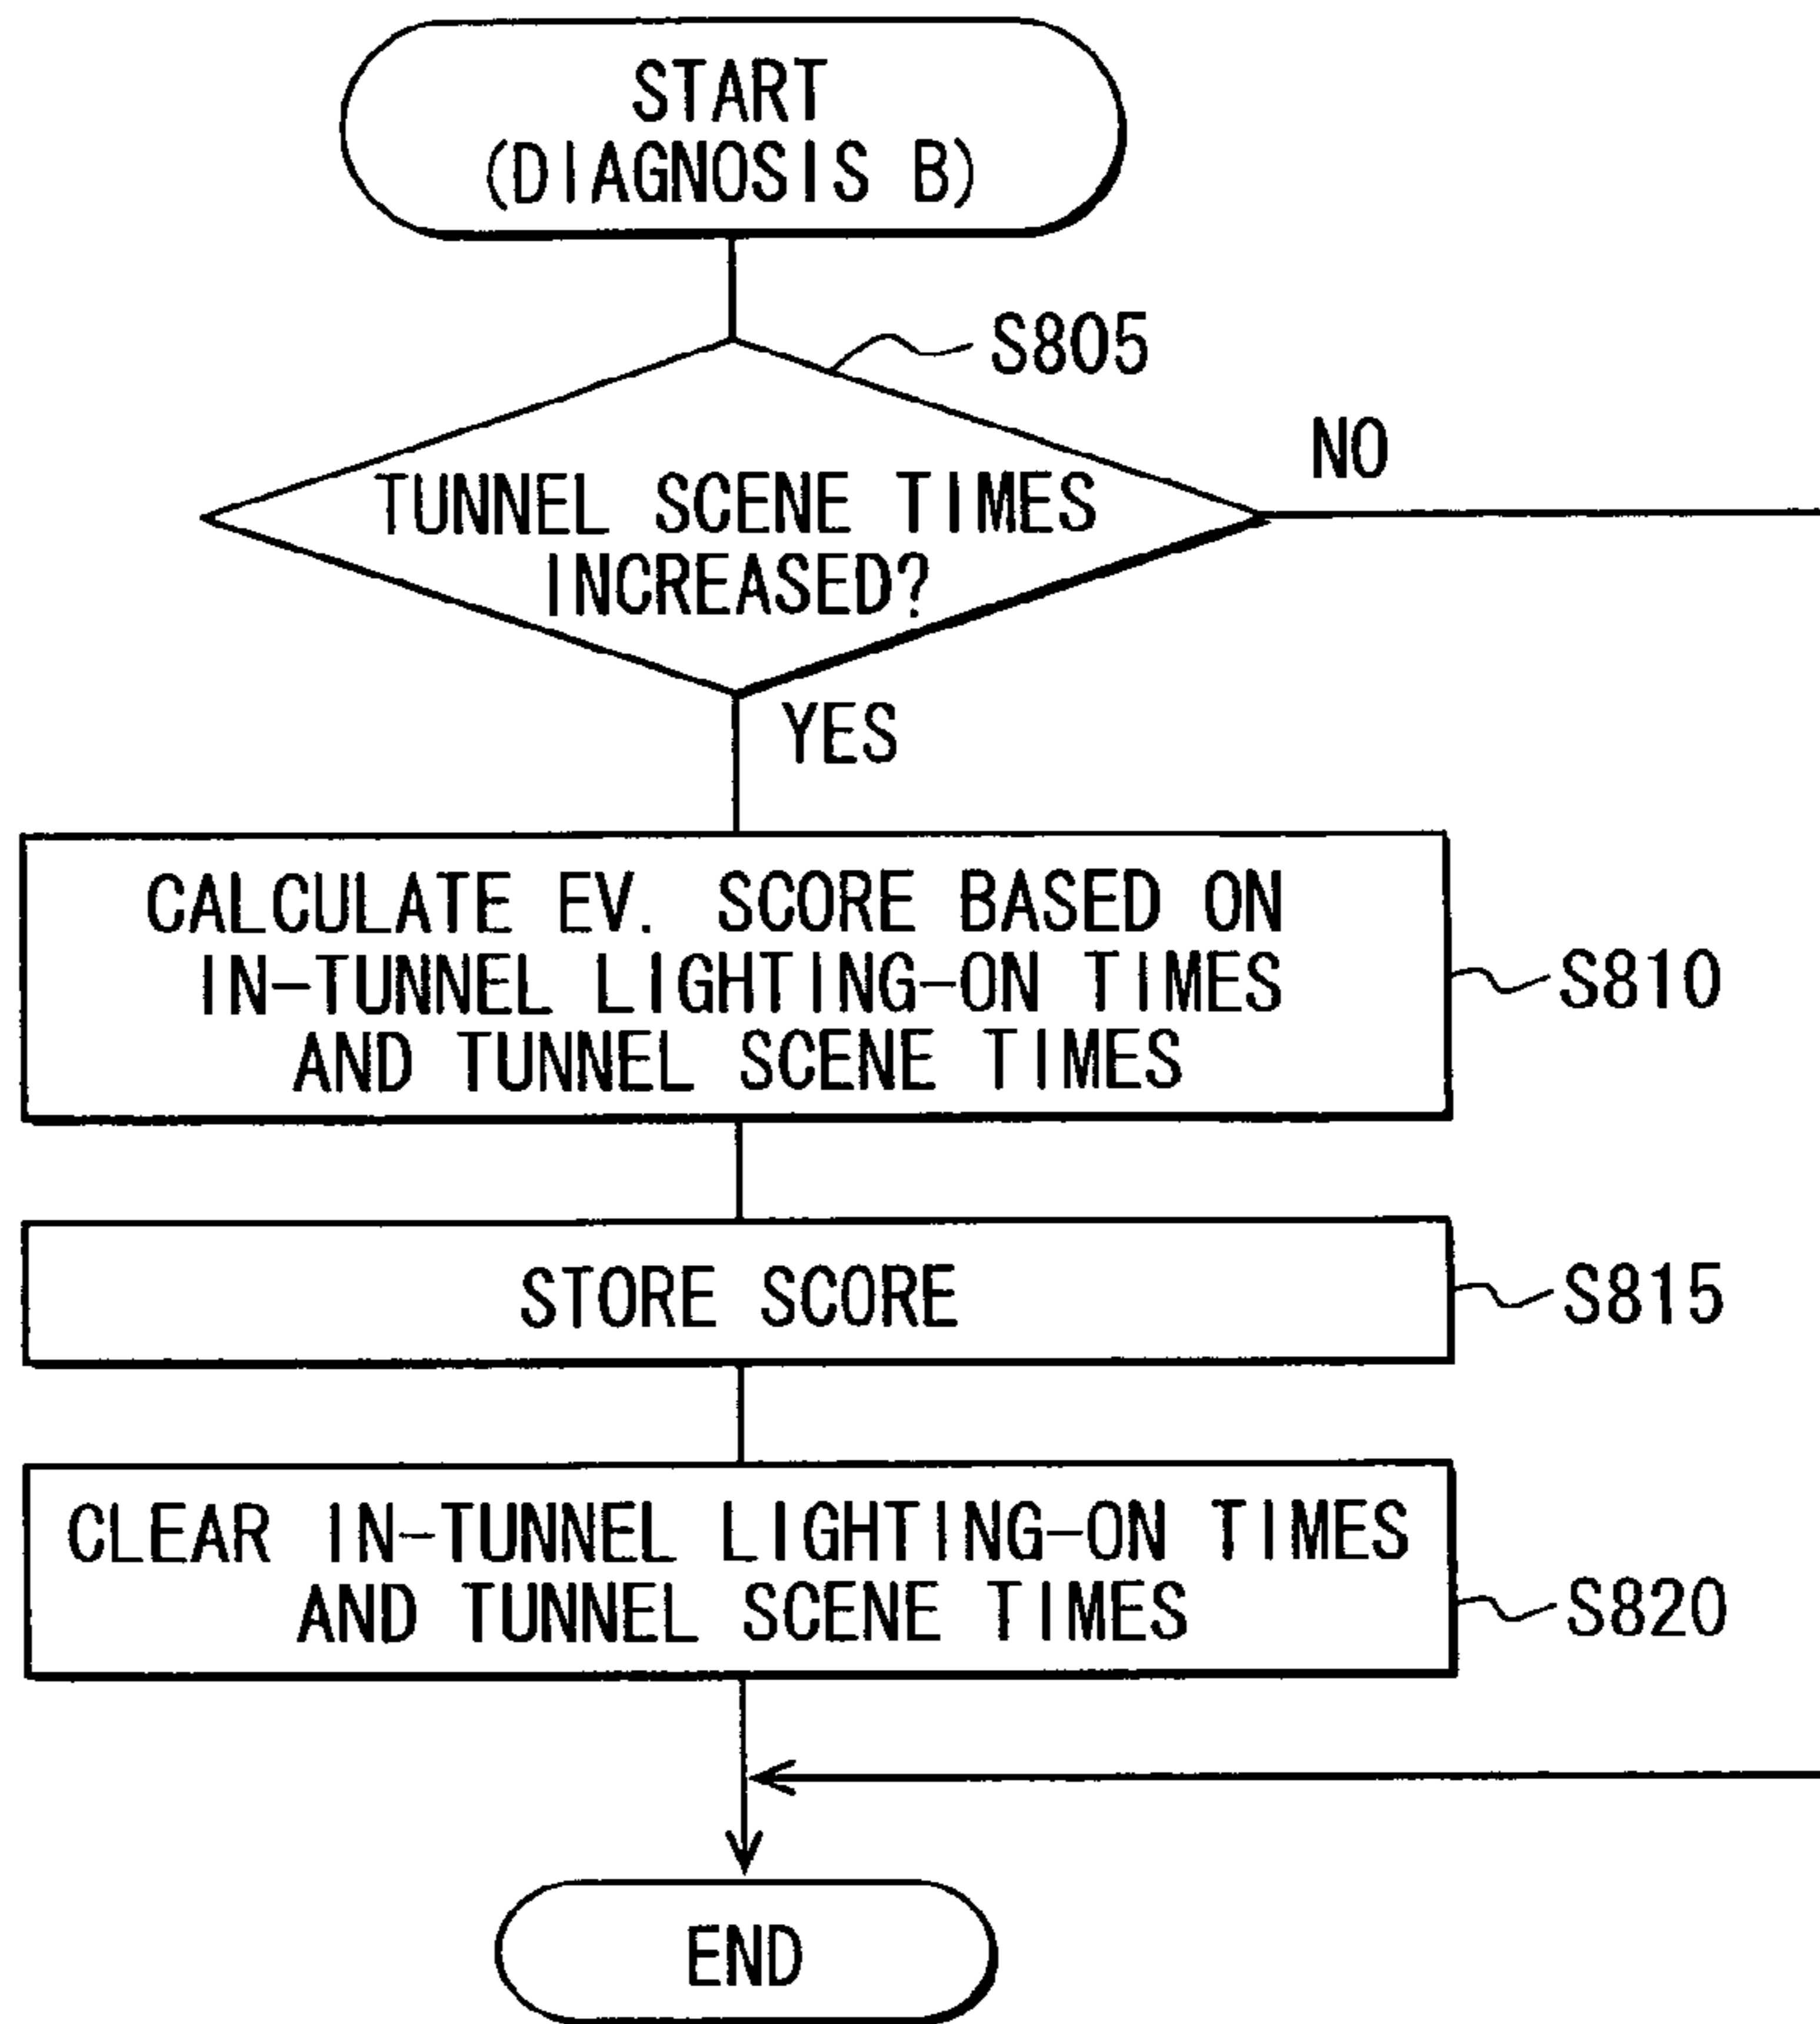 START
(DIAGNOSIS B)
S805
NO
TUNNEL SCENE TIMES
INCREASED?
YES
CALCULATE EV. SCORE BASED ON
IN-TUNNEL LIGHTING-ON TIMES
AND TUNNEL SCENE TIMES
S810
STORE SCORE
S815
CLEAR IN-TUNNEL LIGHTING-ON TIMES
AND TUNNEL SCENE TIMES
S820
END